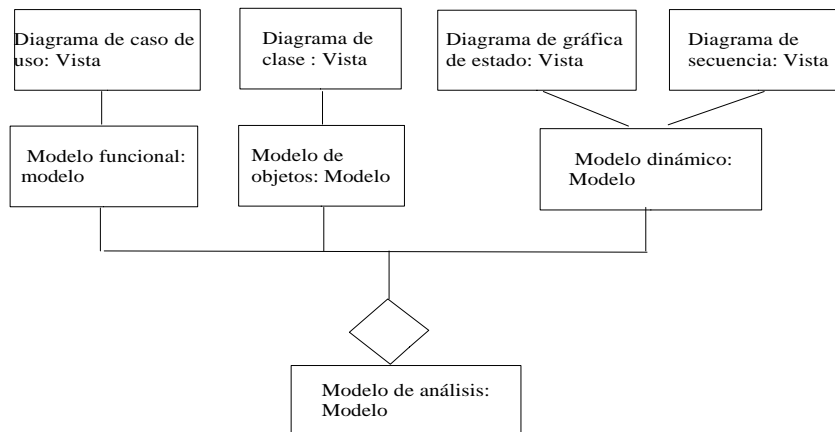 Diagrama de caso de
uso: Vista
Diagrama de
clase : Vista
Diagrama de gráfica
de estado: Vista
Diagrama de
secuencia: Vista
Modelo funcional:
modelo
Modelo de
objetos: Modelo
Modelo dinámico:
Modelo
Modelo de análisis:
Modelo